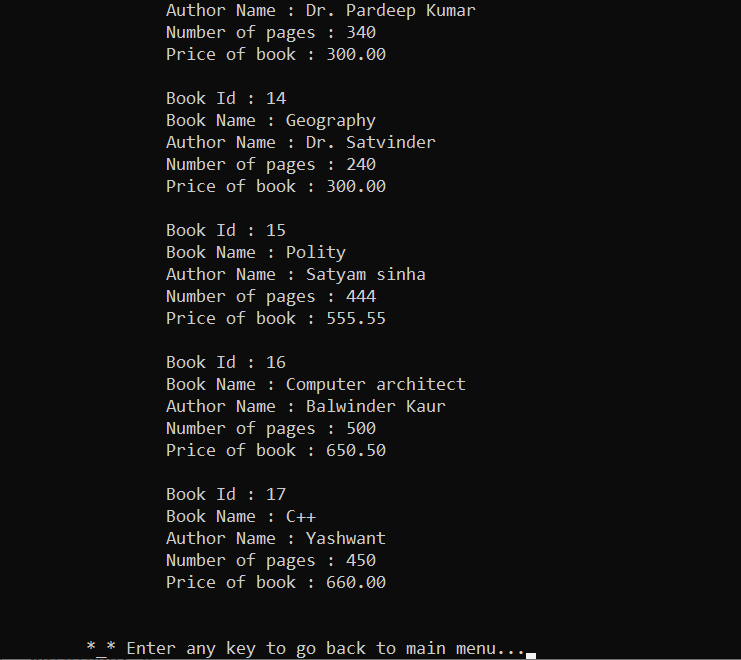 Author Name : Dr. Pardeep Kumar
Number of pages : 340
Price of book : 300.00
Book Id : 14
Book Name : Geography
Author Name : Dr. Satvinder
Number of pages : 240
Price of book : 300.00
Book Id : 15
Book Name : Polity
Author Name : Satyam sinha
Number of pages : 444
Price of book : 555.55
Book Id : 16
Book Name : Computer architect
Author Name : Balwinder Kaur
Number of pages : 500
Price of book : 650.50
Book Id : 17
Book Name : C++
Author Name : Yashwant
Number of pages : 450
Price of book : 660.00
*_* Enter any key to go back to main menu...